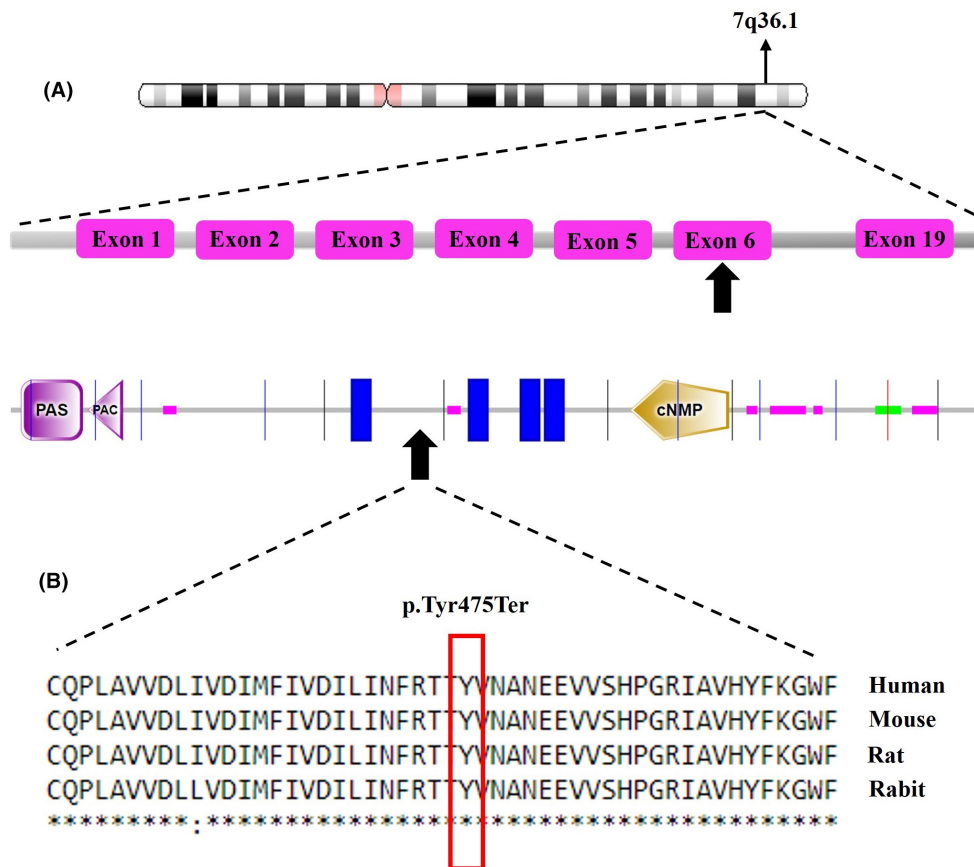 7q36.1
(A)
Exon 1 Exon 2 Exon 3 Exon 4 Exon 5 Exon 6 Exon 19
PAS PAC cNMP
(B)
p.Tyr475Ter
CQPLAVVDLIVDIMFIVDILINFRTTYVNANEEVVSHPGRIAVHYFKGWF Human
CQPLAVVDLIVDIMFIVDILINFRTTYVNANEEVVSHPGRIAVHYFKGWF Mouse
CQPLAVVDLIVDIMFIVDILINFRTTYVNANEEVVSHPGRIAVHYFKGWF Rat
CQPLAVVDLLVDIMFIVDILINFRTTYVNANEEVVSHPGRIAVHYFKGWF Rabit
*********:****************************************